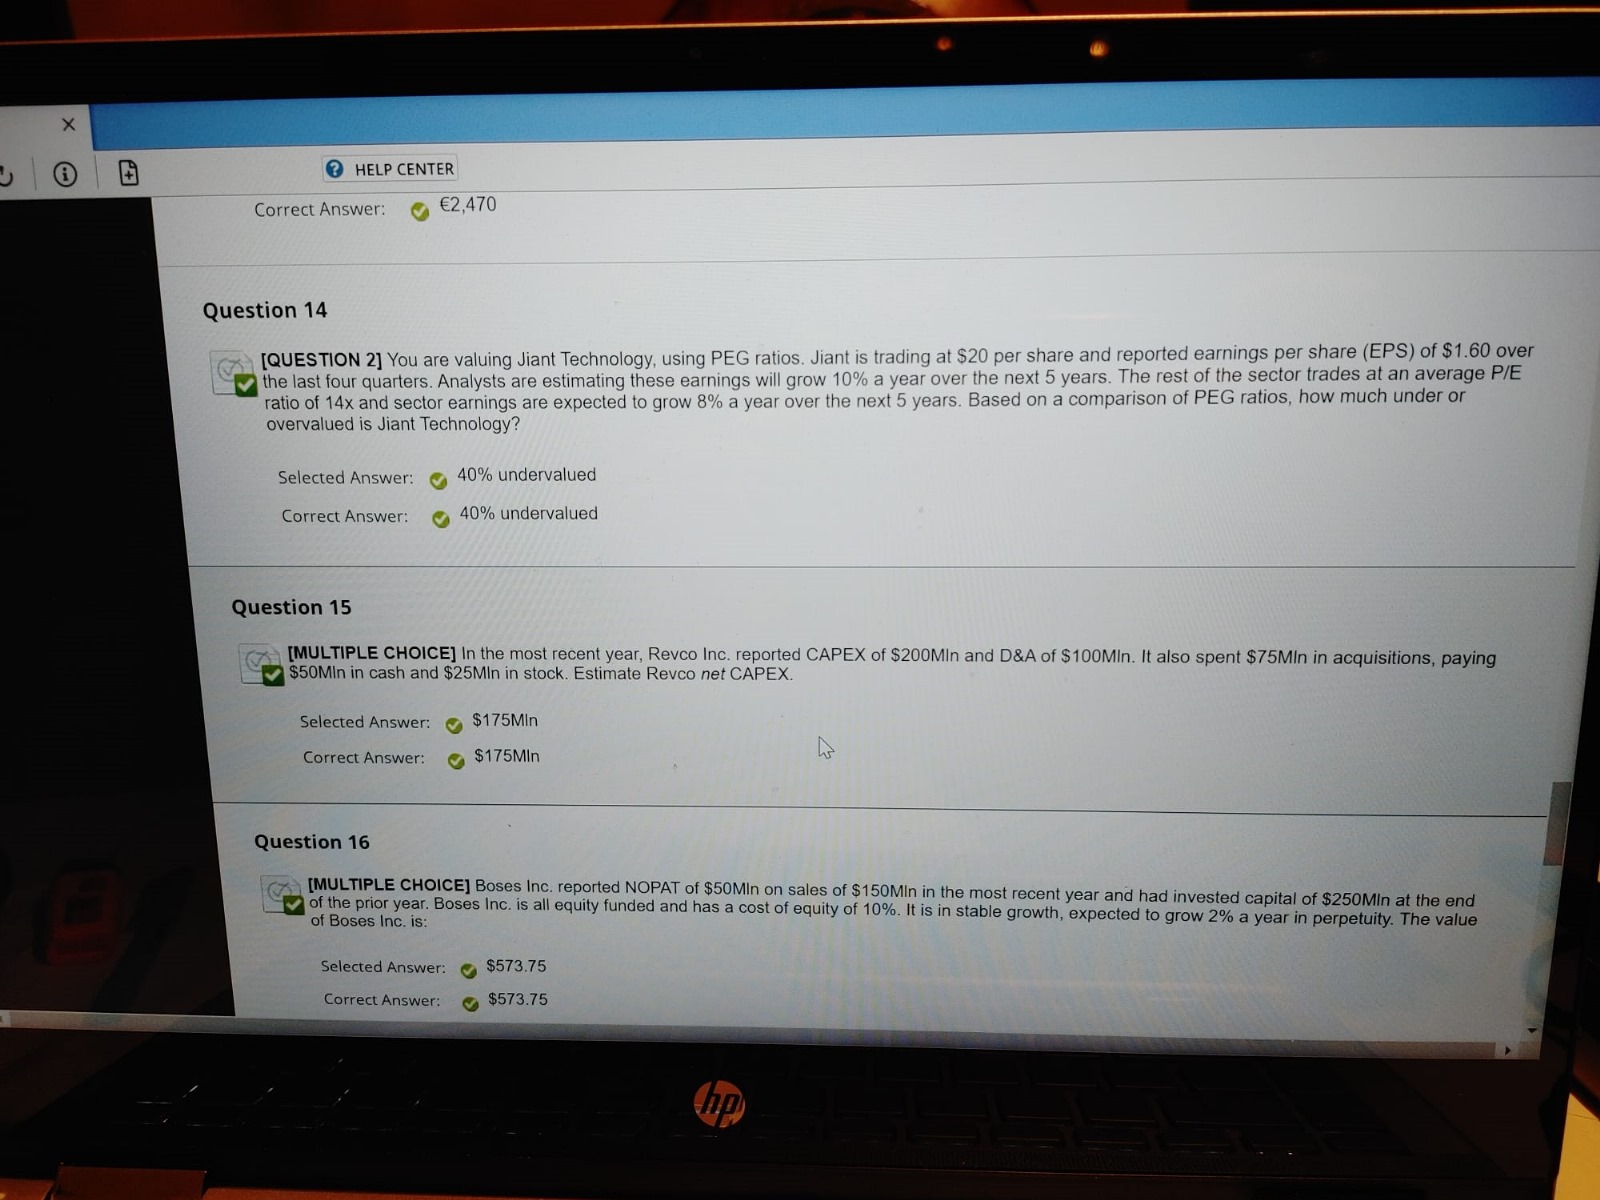 HELP CENTER
Correct Answer: €2,470
Question 14
[QUESTION 2] You are valuing Jiant Technology, using PEG ratios. Jiant is trading at $20 per share and reported earnings per share (EPS) of $1.60 over
the last four quarters. Analysts are estimating these earnings will grow 10% a year over the next 5 years. The rest of the sector trades at an average P/E
ratio of 14x and sector earnings are expected to grow 8% a year over the next 5 years. Based on a comparison of PEG ratios, how much under or
overvalued is Jiant Technology?
Selected Answer: 40% undervalued
Correct Answer: 40% undervalued
Question 15
[MULTIPLE CHOICE] In the most recent year, Revco Inc. reported CAPEX of $200Mln and D&A of $100Mln. It also spent $75Mln in acquisitions, paying
$50Mln in cash and $25Mln in stock. Estimate Revco net CAPEX.
Selected Answer: $175Mln
Correct Answer: $175Mln
Question 16
[MULTIPLE CHOICE] Boses Inc. reported NOPAT of $50Mln on sales of $150Mln in the most recent year and had invested capital of $250Mln at the end
of the prior year. Boses Inc. is all equity funded and has a cost of equity of 10%. It is in stable growth, expected to grow 2% a year in perpetuity. The value
of Boses Inc. is:
Selected Answer: $573.75
Correct Answer: $573.75
hp